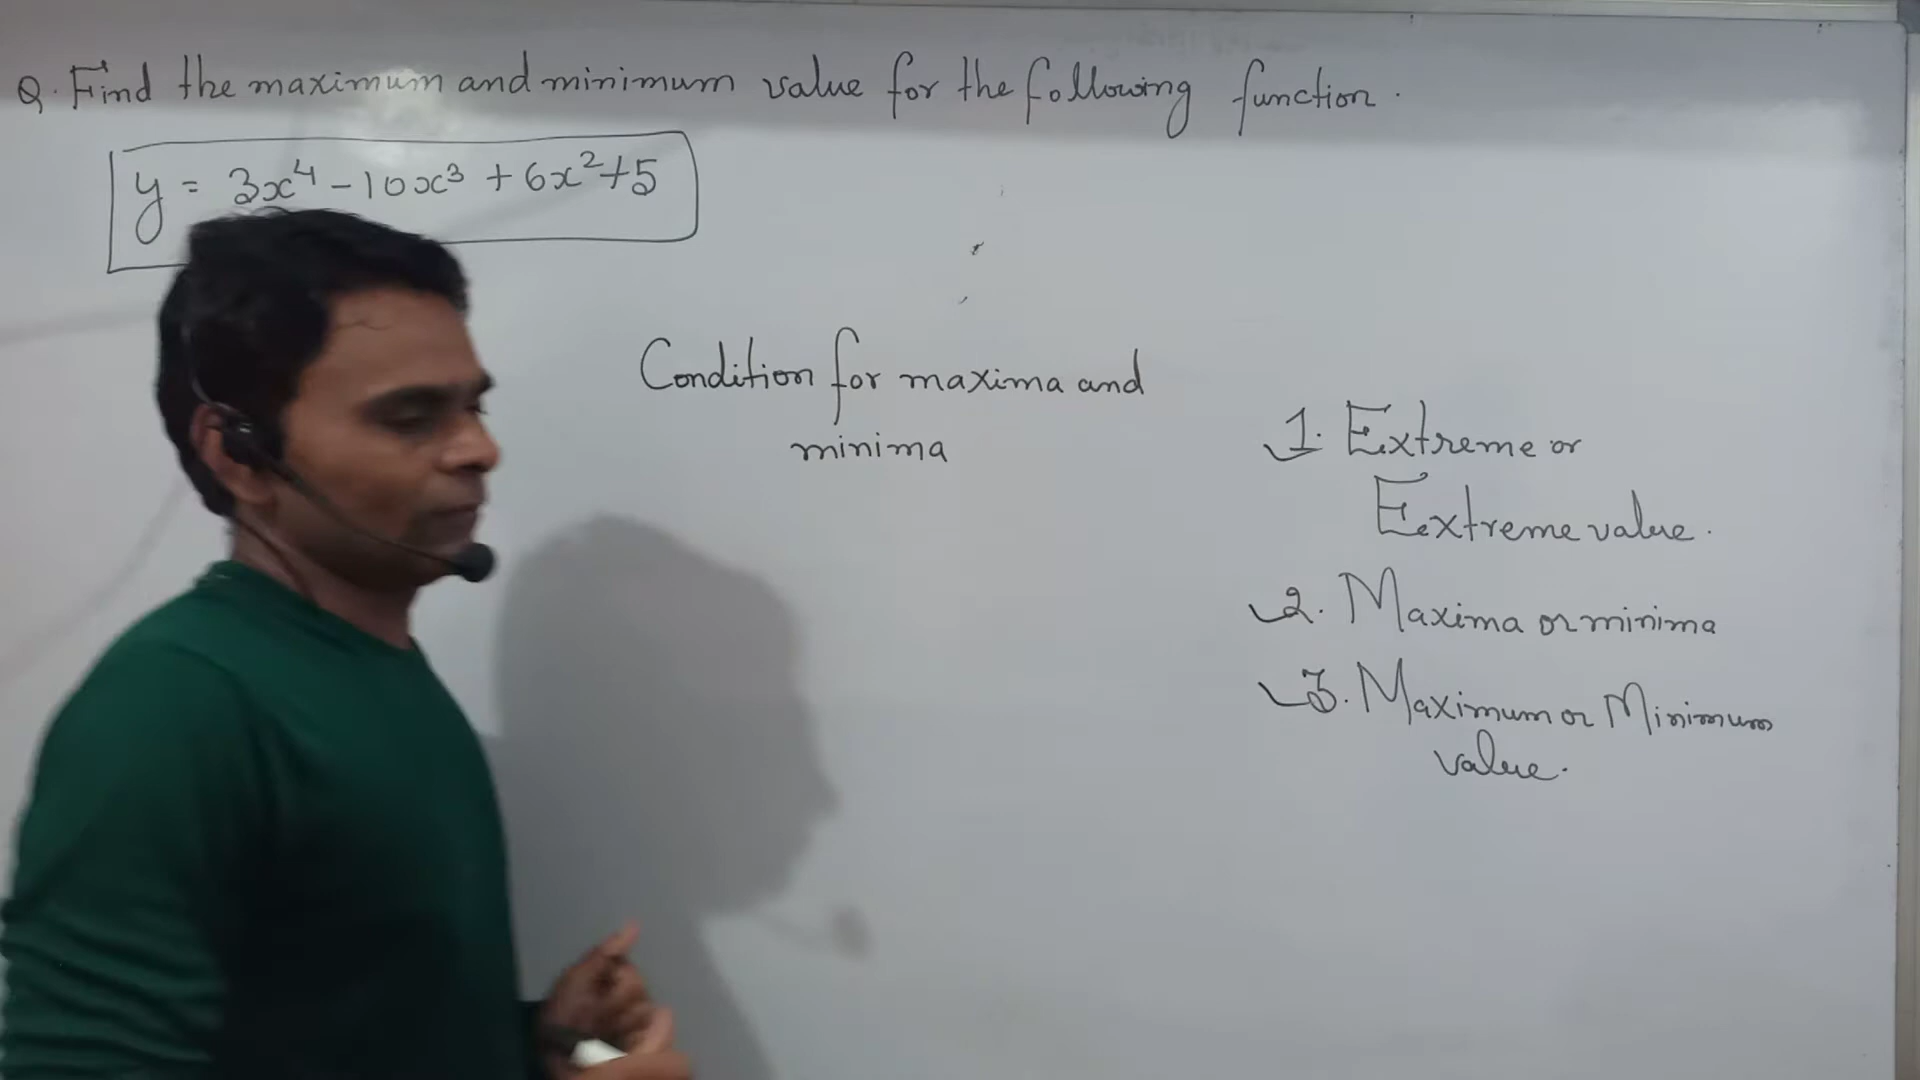 Q. Find the maximum and minimum value for the following function.
y = 3x⁴ - 10x³ + 6x² + 5
Condition for maxima and
minima
1. Extreme or
Extreme value.
2. Maxima or minima
3. Maximum or Minimum
value.